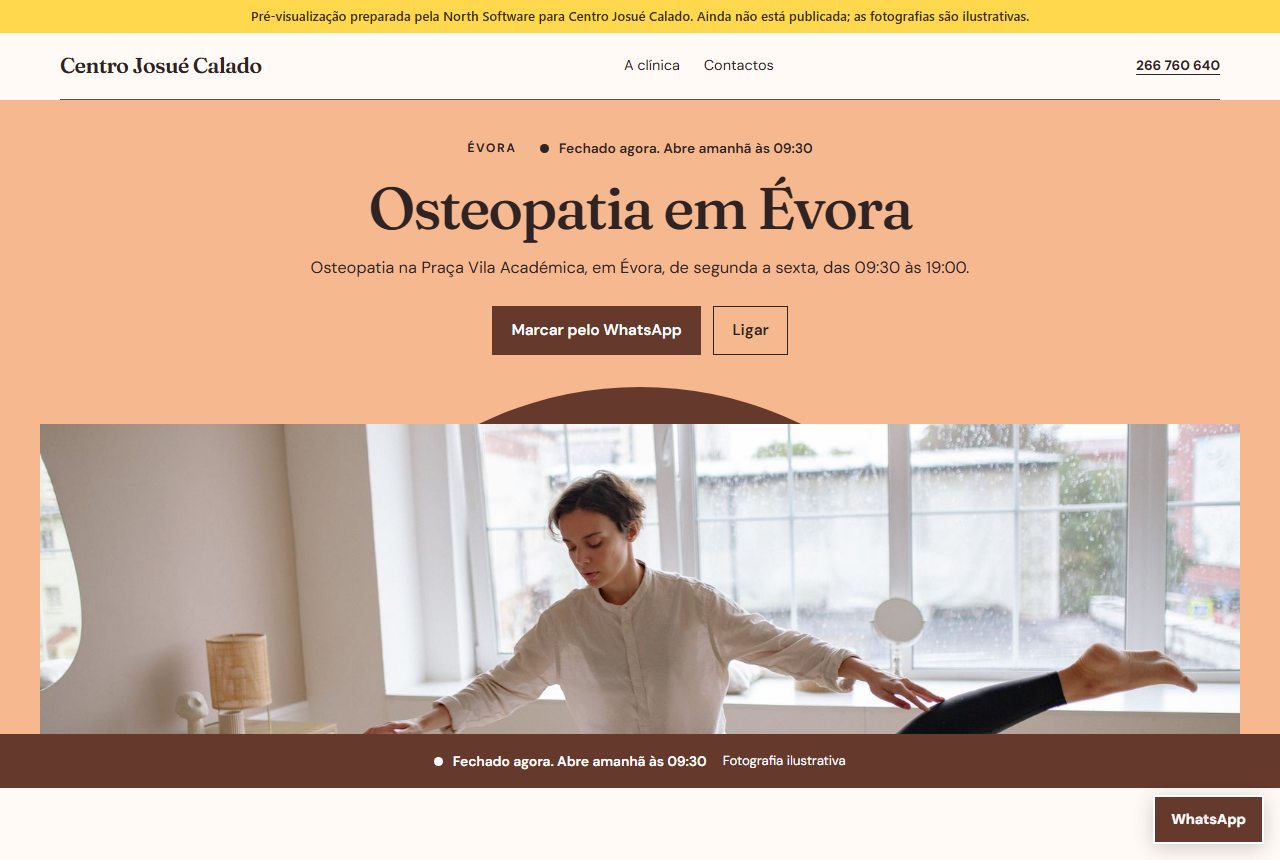 Pré-visualização preparada pela North Software para Centro Josué Calado. Ainda não está publicada; as fotografias são ilustrativas.
Centro Josué Calado
A clínica
Contactos
266 760 640
ÉVORA
Fechado agora. Abre amanhã às 09:30
Osteopatia em Évora
Osteopatia na Praça Vila Académica, em Évora, de segunda a sexta, das 09:30 às 19:00.
Marcar pelo WhatsApp
Ligar
Fechado agora. Abre amanhã às 09:30
Fotografia ilustrativa
WhatsApp